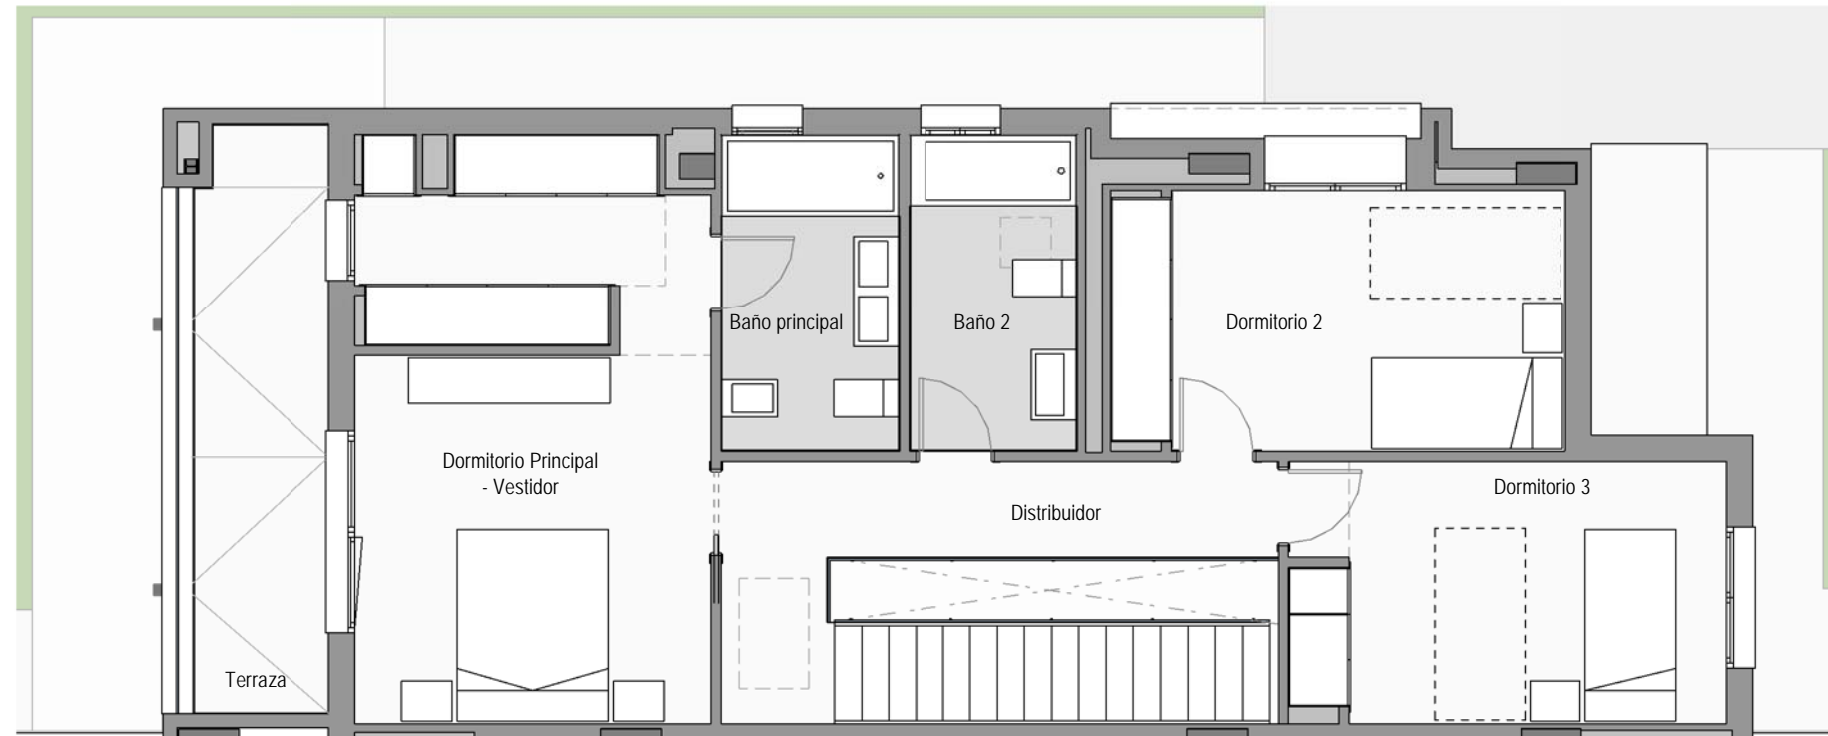 Baño principal
Baño 2
Dormitorio 2
Dormitorio Principal
- Vestidor
Dormitorio 3
Distribuidor
Terraza